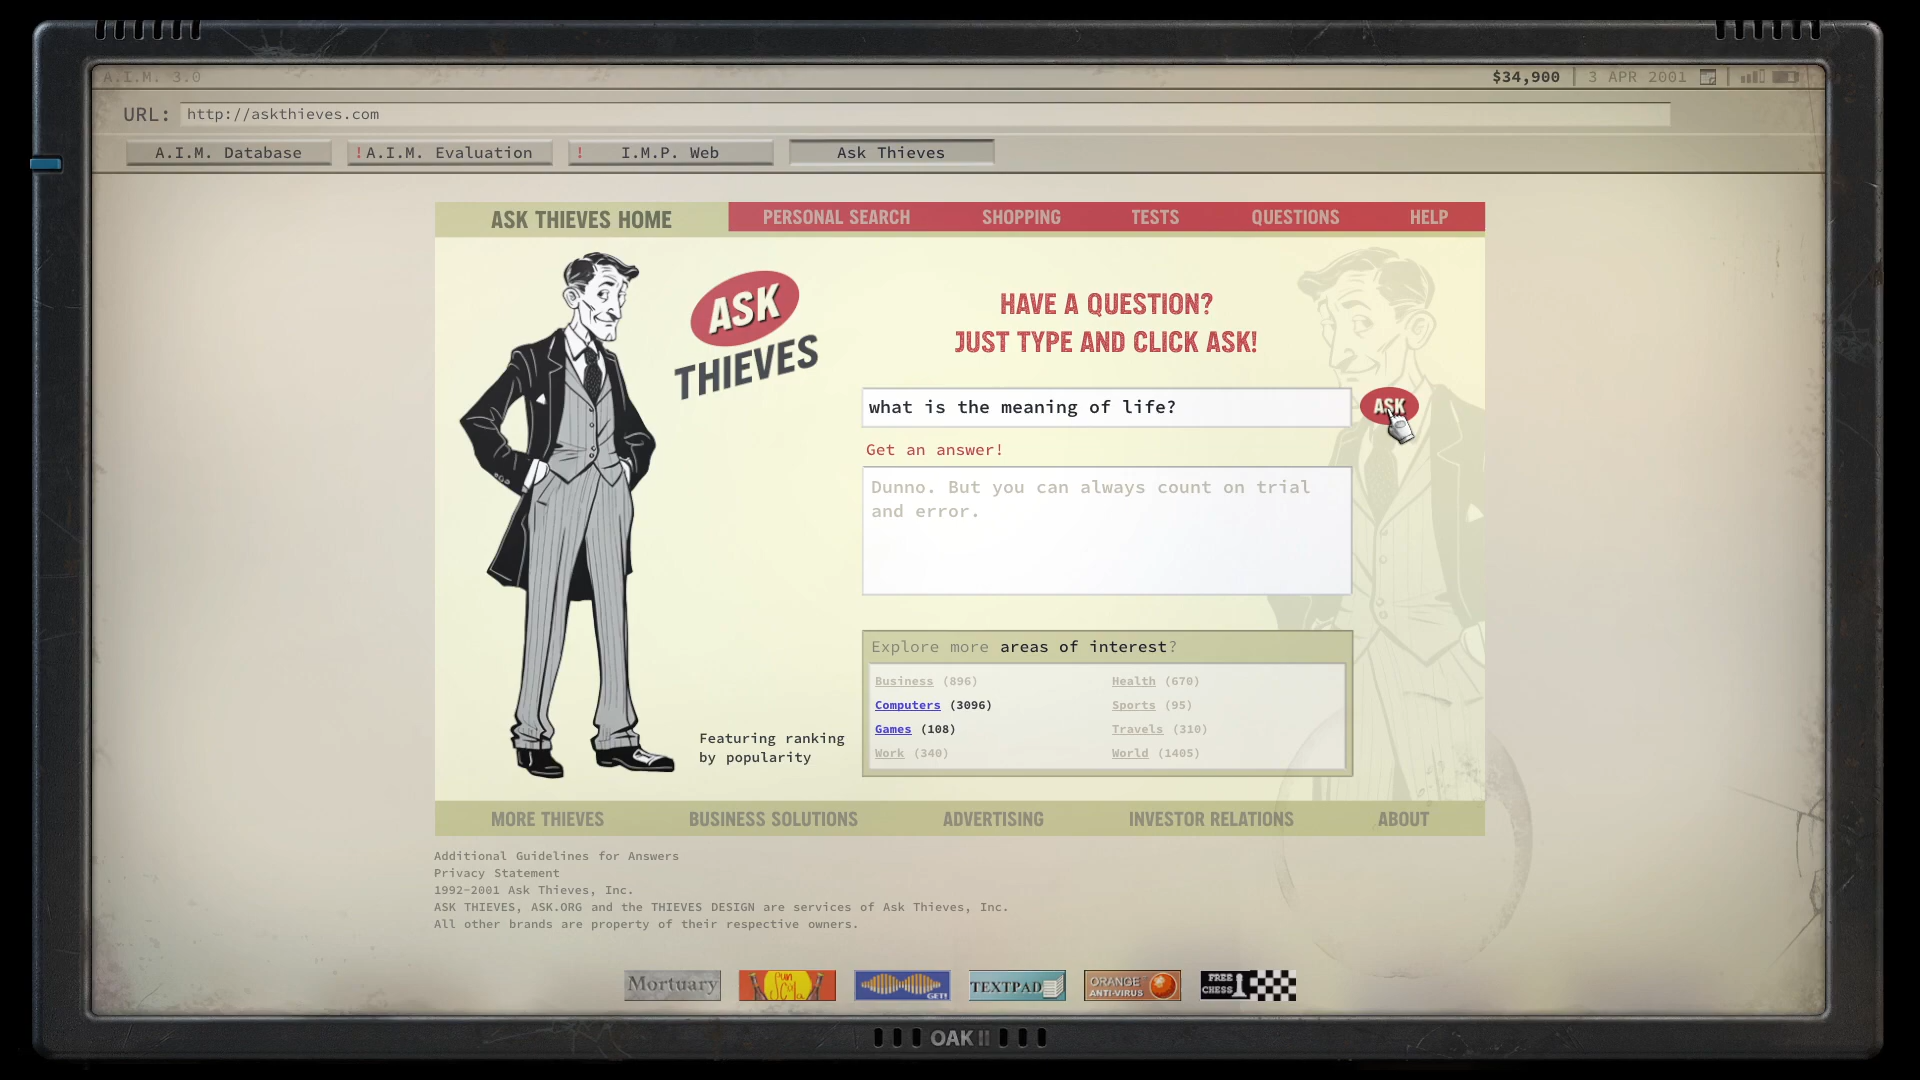 A.I.M. 3.0
$34,900
3 APR 2001
URL: http://askthieves.com
A.I.M. Database
! A.I.M. Evaluation
! I.M.P. Web
Ask Thieves
ASK THIEVES HOME
PERSONAL SEARCH
SHOPPING
TESTS
QUESTIONS
HELP
ASK
THIEVES
HAVE A QUESTION?
JUST TYPE AND CLICK ASK!
what is the meaning of life?
ASK
Get an answer!
Dunno. But you can always count on trial
and error.
Explore more areas of interest?
Business (896)
Health (670)
Computers (3096)
Sports (95)
Games (108)
Travels (310)
Work (340)
World (1405)
Featuring ranking
by popularity
MORE THIEVES
BUSINESS SOLUTIONS
ADVERTISING
INVESTOR RELATIONS
ABOUT
Additional Guidelines for Answers
Privacy Statement
1992-2001 Ask Thieves, Inc.
ASK THIEVES, ASK.ORG and the THIEVES DESIGN are services of Ask Thieves, Inc.
All other brands are property of their respective owners.
Mortuary
Sun
Cola
GET!
TEXTPAD
ORANGE
ANTI-VIRUS
FREE
CHESS
OAK II